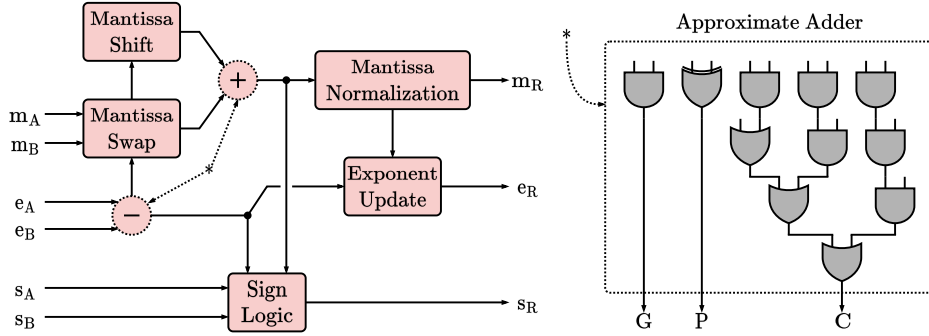 Mantissa
Shift
Approximate Adder
*
+
Mantissa
Normalization
m_R
m_A
m_B
Mantissa
Swap
*
Exponent
Update
e_R
e_A
e_B
−
s_A
s_B
Sign
Logic
s_R
G P C